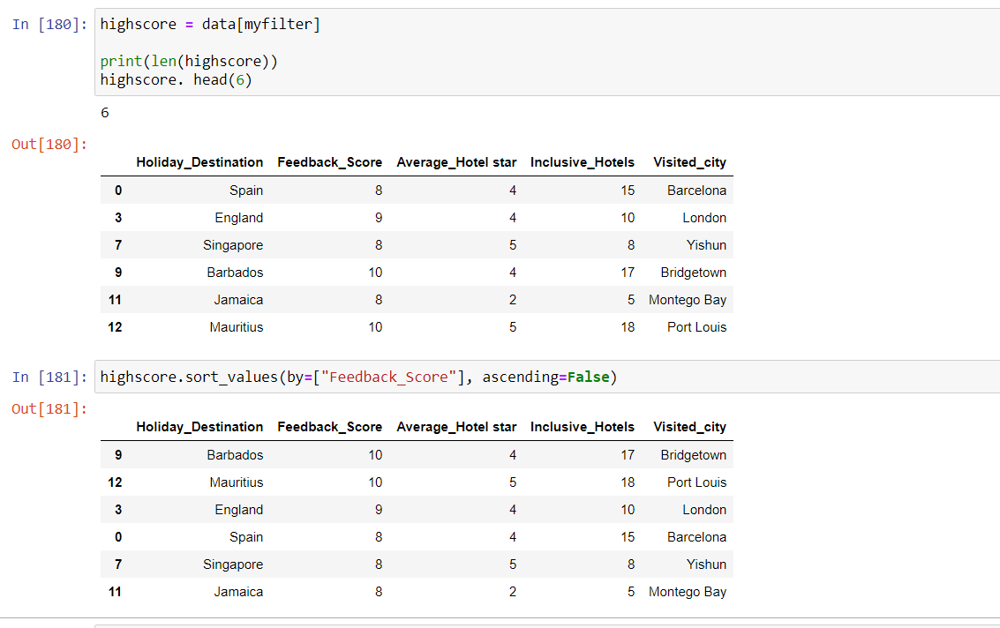 In [180]: highscore = data[myfilter]
print(len(highscore))
highscore. head(6)
6
Out[180]:
Holiday_Destination Feedback_Score Average_Hotel star Inclusive_Hotels Visited_city
0 Spain 8 4 15 Barcelona
3 England 9 4 10 London
7 Singapore 8 5 8 Yishun
9 Barbados 10 4 17 Bridgetown
11 Jamaica 8 2 5 Montego Bay
12 Mauritius 10 5 18 Port Louis
In [181]: highscore.sort_values(by=["Feedback_Score"], ascending=False)
Out[181]:
Holiday_Destination Feedback_Score Average_Hotel star Inclusive_Hotels Visited_city
9 Barbados 10 4 17 Bridgetown
12 Mauritius 10 5 18 Port Louis
3 England 9 4 10 London
0 Spain 8 4 15 Barcelona
7 Singapore 8 5 8 Yishun
11 Jamaica 8 2 5 Montego Bay